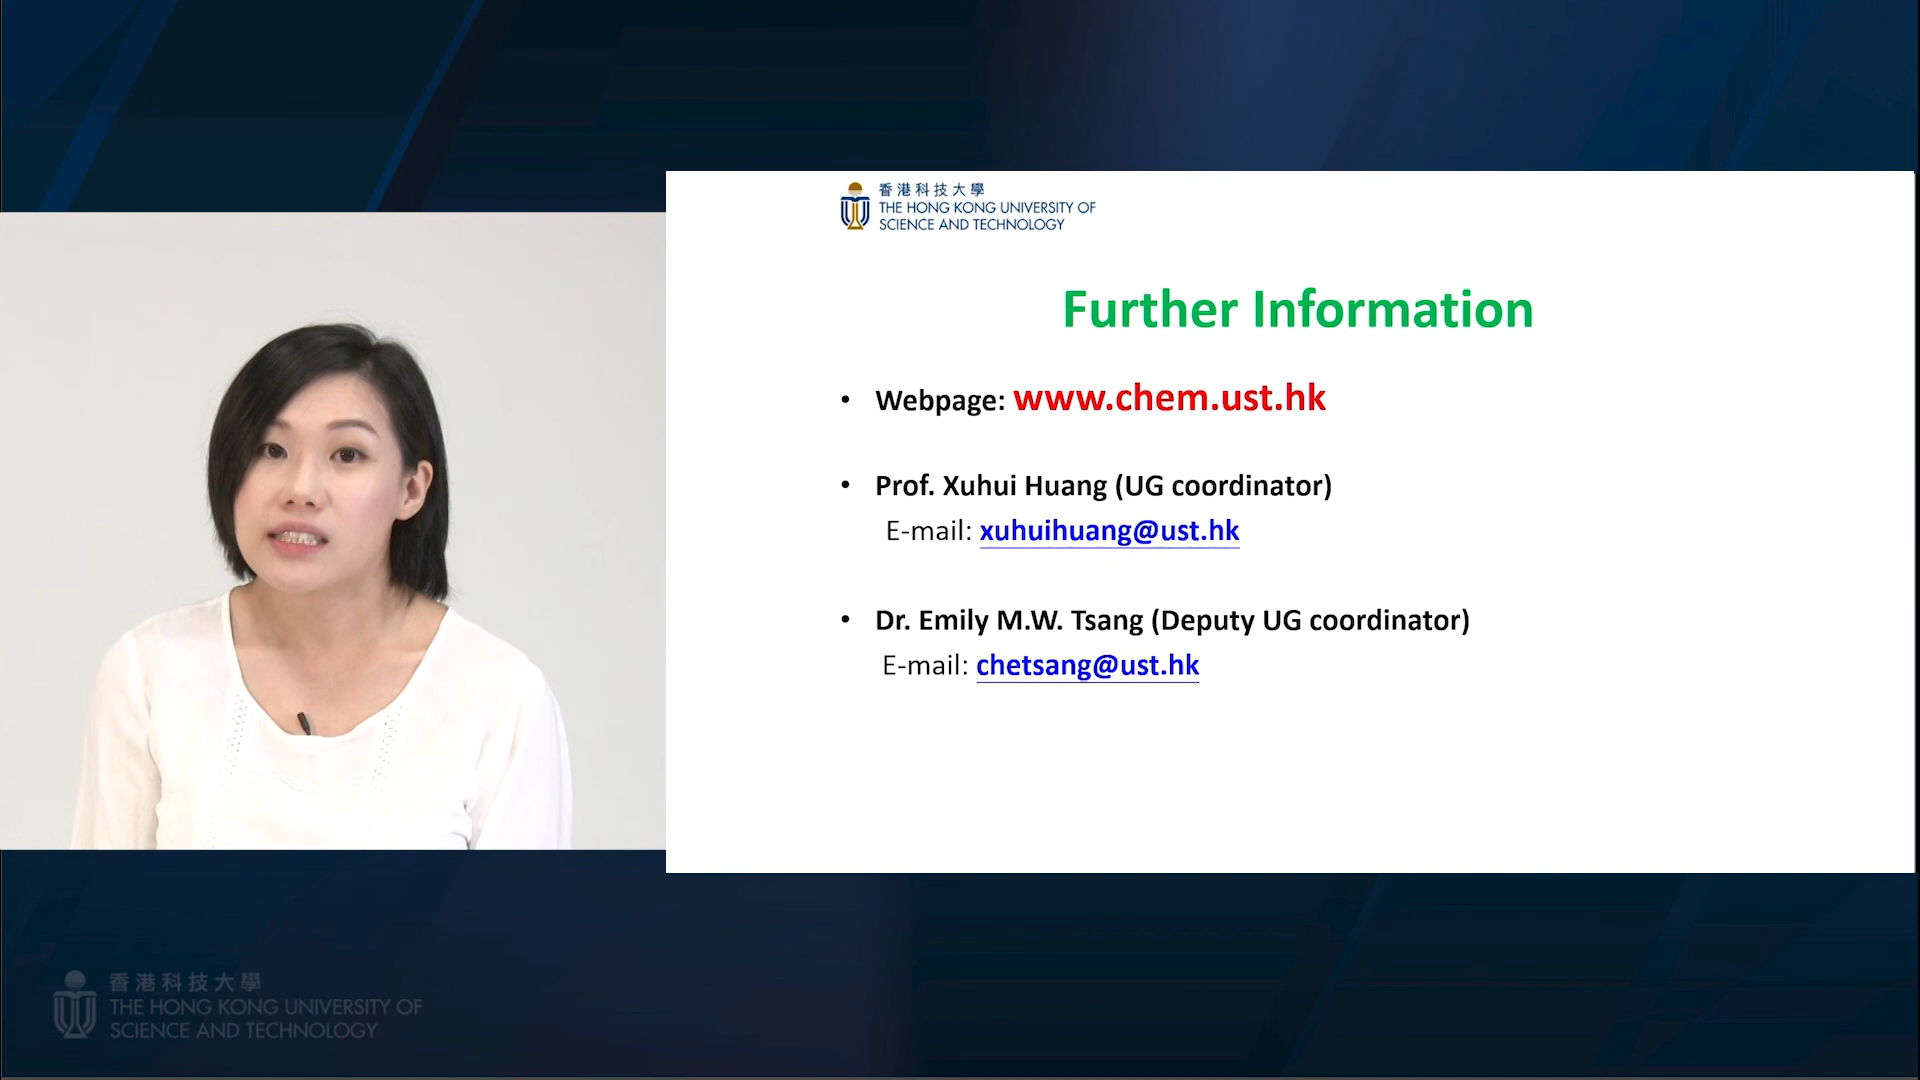 香港科技大學
THE HONG KONG UNIVERSITY OF
SCIENCE AND TECHNOLOGY
Further Information
• Webpage: www.chem.ust.hk
• Prof. Xuhui Huang (UG coordinator)
E-mail: xuhuihuang@ust.hk
• Dr. Emily M.W. Tsang (Deputy UG coordinator)
E-mail: chetsang@ust.hk
香港科技大學
THE HONG KONG UNIVERSITY OF
SCIENCE AND TECHNOLOGY